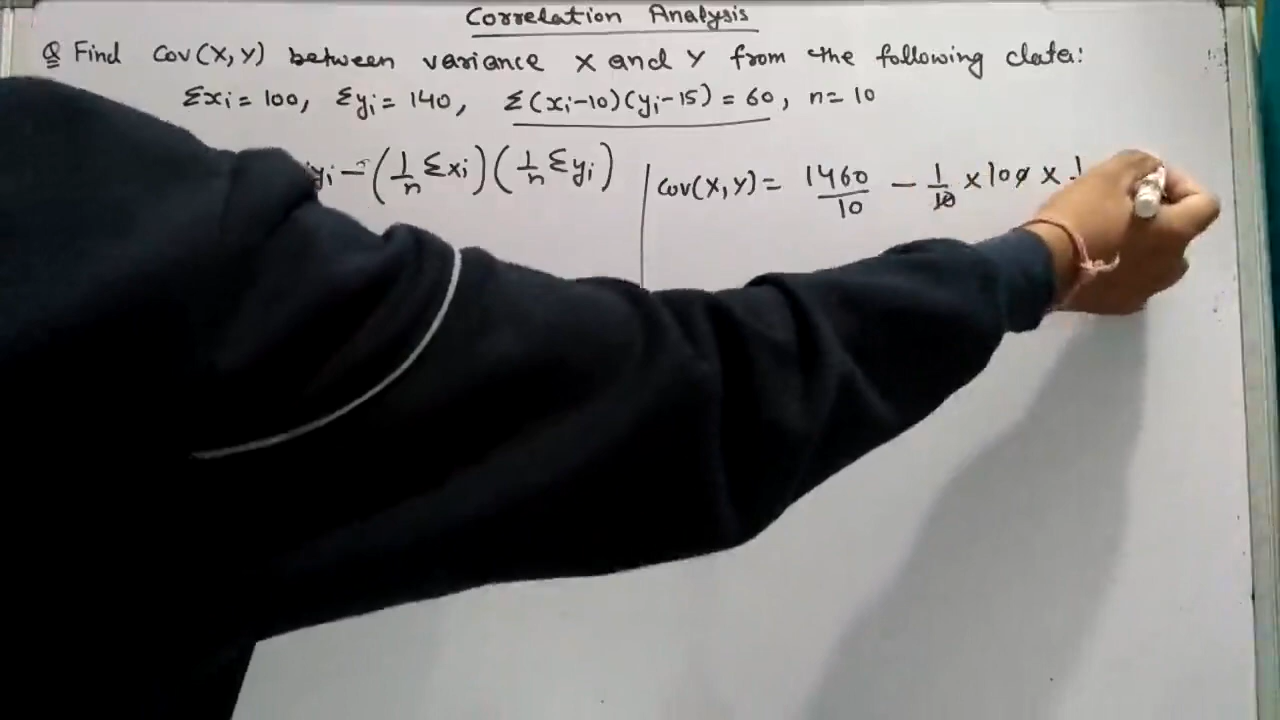 Correlation Analysis
Q Find Cov(X,Y) between variance X and Y from the following data:
Σxi = 100, Σyi = 140, Σ(xi-10)(yi-15) = 60, n = 10
yi - (1/n Σxi)(1/n Σyi)
Cov(X,Y) = 1460/10 - 1/10 × 100 × 1